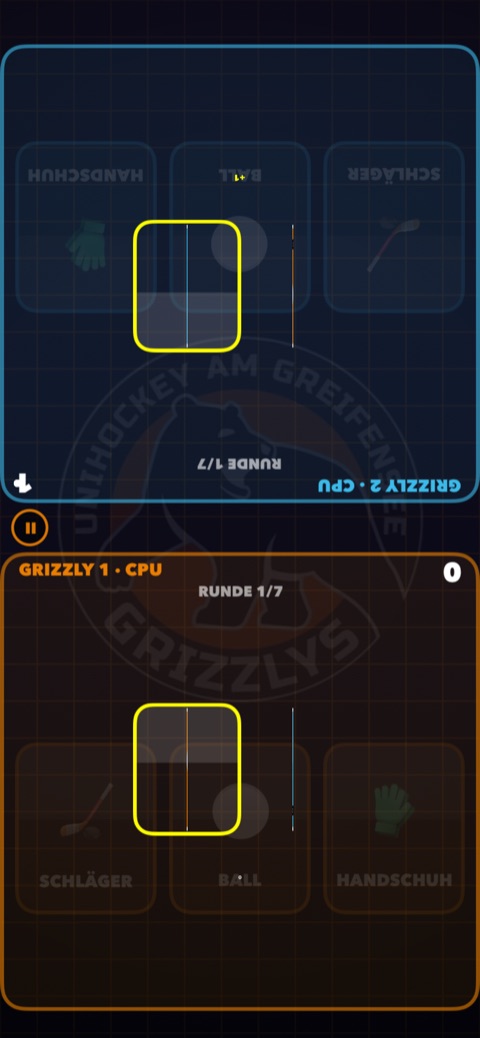 HANDSCHUH
BALL
SCHLÄGER
+1
UNIHOCKEY AM GREIFENSEE
RUNDE 1/7
GRIZZLY 2 · CPU
GRIZZLY 1 · CPU
0
RUNDE 1/7
GRIZZLYS
SCHLÄGER
BALL
HANDSCHUH